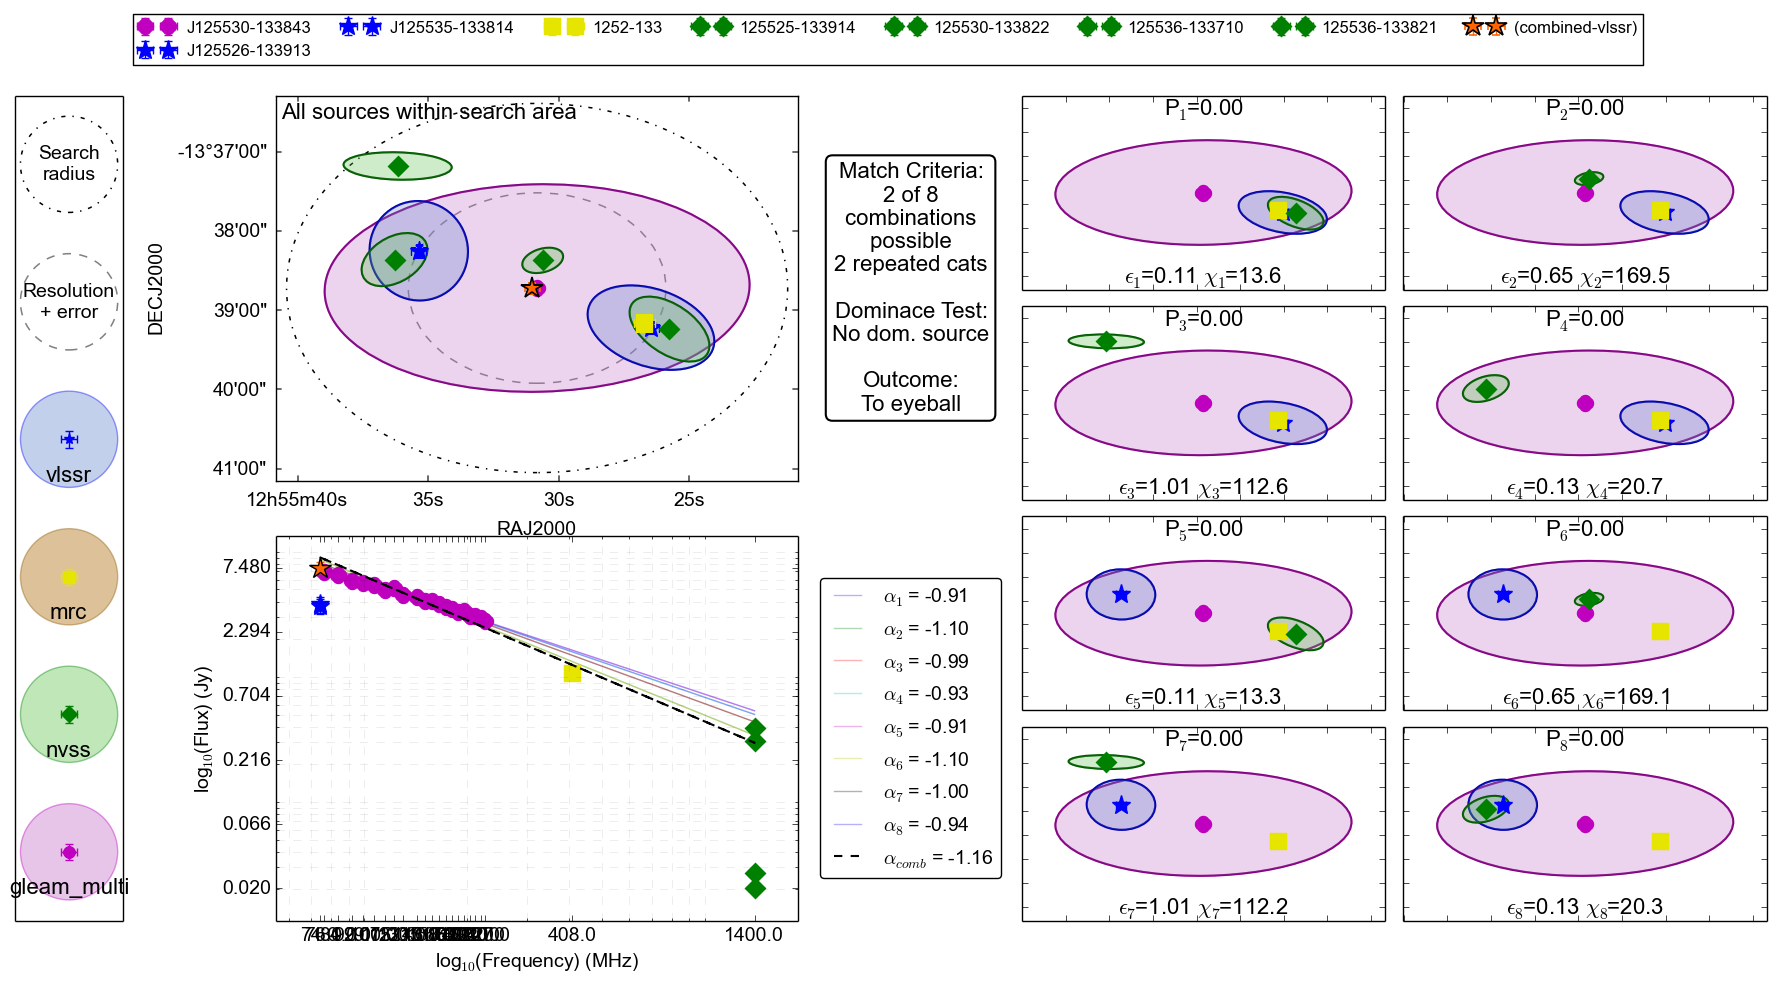 J125530-133843
J125535-133814
1252-133
125525-133914
125530-133822
125536-133710
125536-133821
(combined-vlssr)
J125526-133913
Search
radius
Resolution
+ error
vlssr
mrc
nvss
gleam_multi
All sources within search area
-13°37'00"
38'00"
39'00"
40'00"
41'00"
DECJ2000
12h55m40s
35s
30s
25s
RAJ2000
Match Criteria:
2 of 8
combinations
possible
2 repeated cats
Dominace Test:
No dom. source
Outcome:
To eyeball
7.480
2.294
0.704
0.216
0.066
0.020
log10(Flux) (Jy)
408.0
1400.0
log10(Frequency) (MHz)
α1 = -0.91
α2 = -1.10
α3 = -0.99
α4 = -0.93
α5 = -0.91
α6 = -1.10
α7 = -1.00
α8 = -0.94
αcomb = -1.16
P1=0.00
ϵ1=0.11 χ1=13.6
P2=0.00
ϵ2=0.65 χ2=169.5
P3=0.00
ϵ3=1.01 χ3=112.6
P4=0.00
ϵ4=0.13 χ4=20.7
P5=0.00
ϵ5=0.11 χ5=13.3
P6=0.00
ϵ6=0.65 χ6=169.1
P7=0.00
ϵ7=1.01 χ7=112.2
P8=0.00
ϵ8=0.13 χ8=20.3